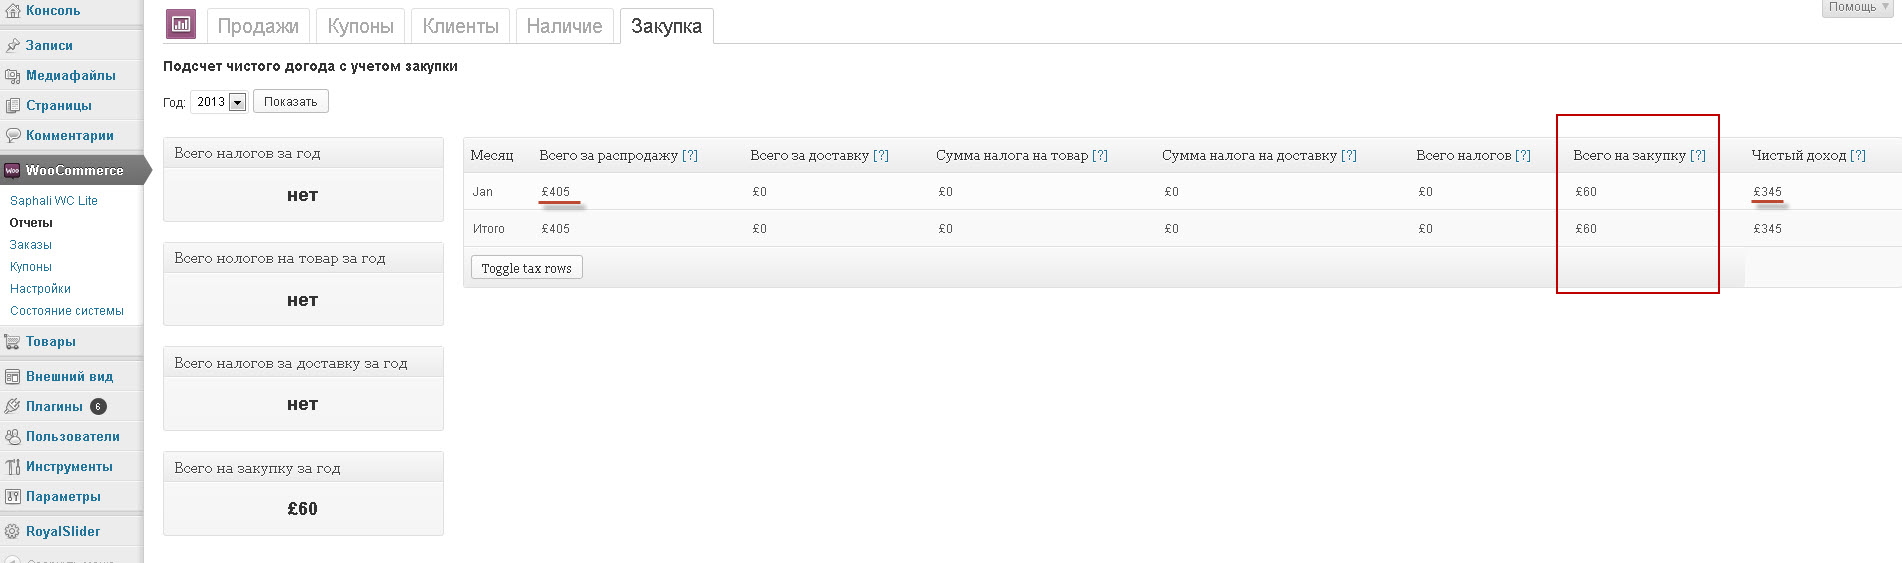 Консоль
Записи
Медиафайлы
Страницы
Комментарии
WooCommerce
Saphali WC Lite
Отчеты
Заказы
Купоны
Настройки
Состояние системы
Товары
Внешний вид
Плагины 6
Пользователи
Инструменты
Параметры
RoyalSlider
Помощь
Продажи Купоны Клиенты Наличие Закупка
Подсчет чистого догода с учетом закупки
Год: 2013 Показать
Всего налогов за год
нет
Всего нологов на товар за год
нет
Всего налогов за доставку за год
нет
Всего на закупку за год
£60
Месяц Всего за распродажу [?] Всего за доставку [?] Сумма налога на товар [?] Сумма налога на доставку [?] Всего налогов [?] Всего на закупку [?] Чистый доход [?]
Jan £405 £0 £0 £0 £0 £60 £345
Итого £405 £0 £0 £0 £0 £60 £345
Toggle tax rows